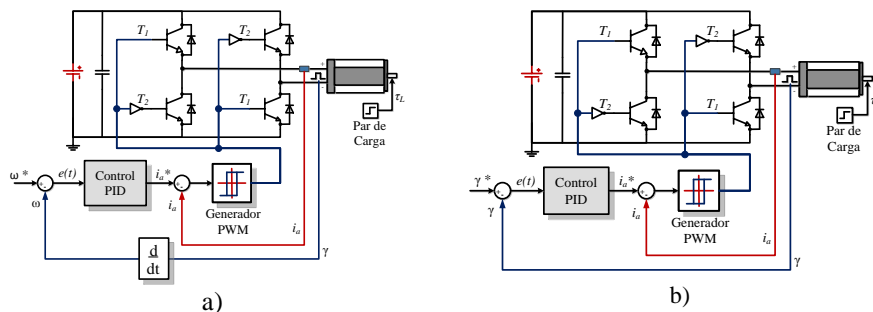 T1
T2
T2
T1
+
-
τL
Par de
Carga
ω*
+
-
ω
e(t)
Control
PID
ia*
+
-
ia
Generador
PWM
ia
γ
d
dt
a)
T1
T2
T2
T1
+
-
τ
Par de
Carga
γ*
+
-
γ
e(t)
Control
PID
ia*
+
-
ia
Generador
PWM
ia
γ
b)